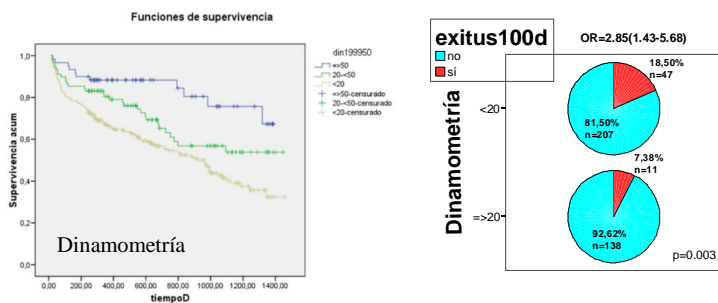 Funciones de supervivencia
Supervivencia acum
1,0
0,8
0,6
0,4
0,2
0,0
0,00 200,00 400,00 600,00 800,00 1000,00 1200,00 1400,00
tiempoD
Dinamometría
din199950
=>50
20-<50
<20
=>50-censurado
20-<50-censurado
<20-censurado
exitus100d
no
sí
OR=2.85(1.43-5.68)
Dinamometría
<20
18,50%
n=47
81,50%
n=207
=>20
7,38%
n=11
92,62%
n=138
p=0.003